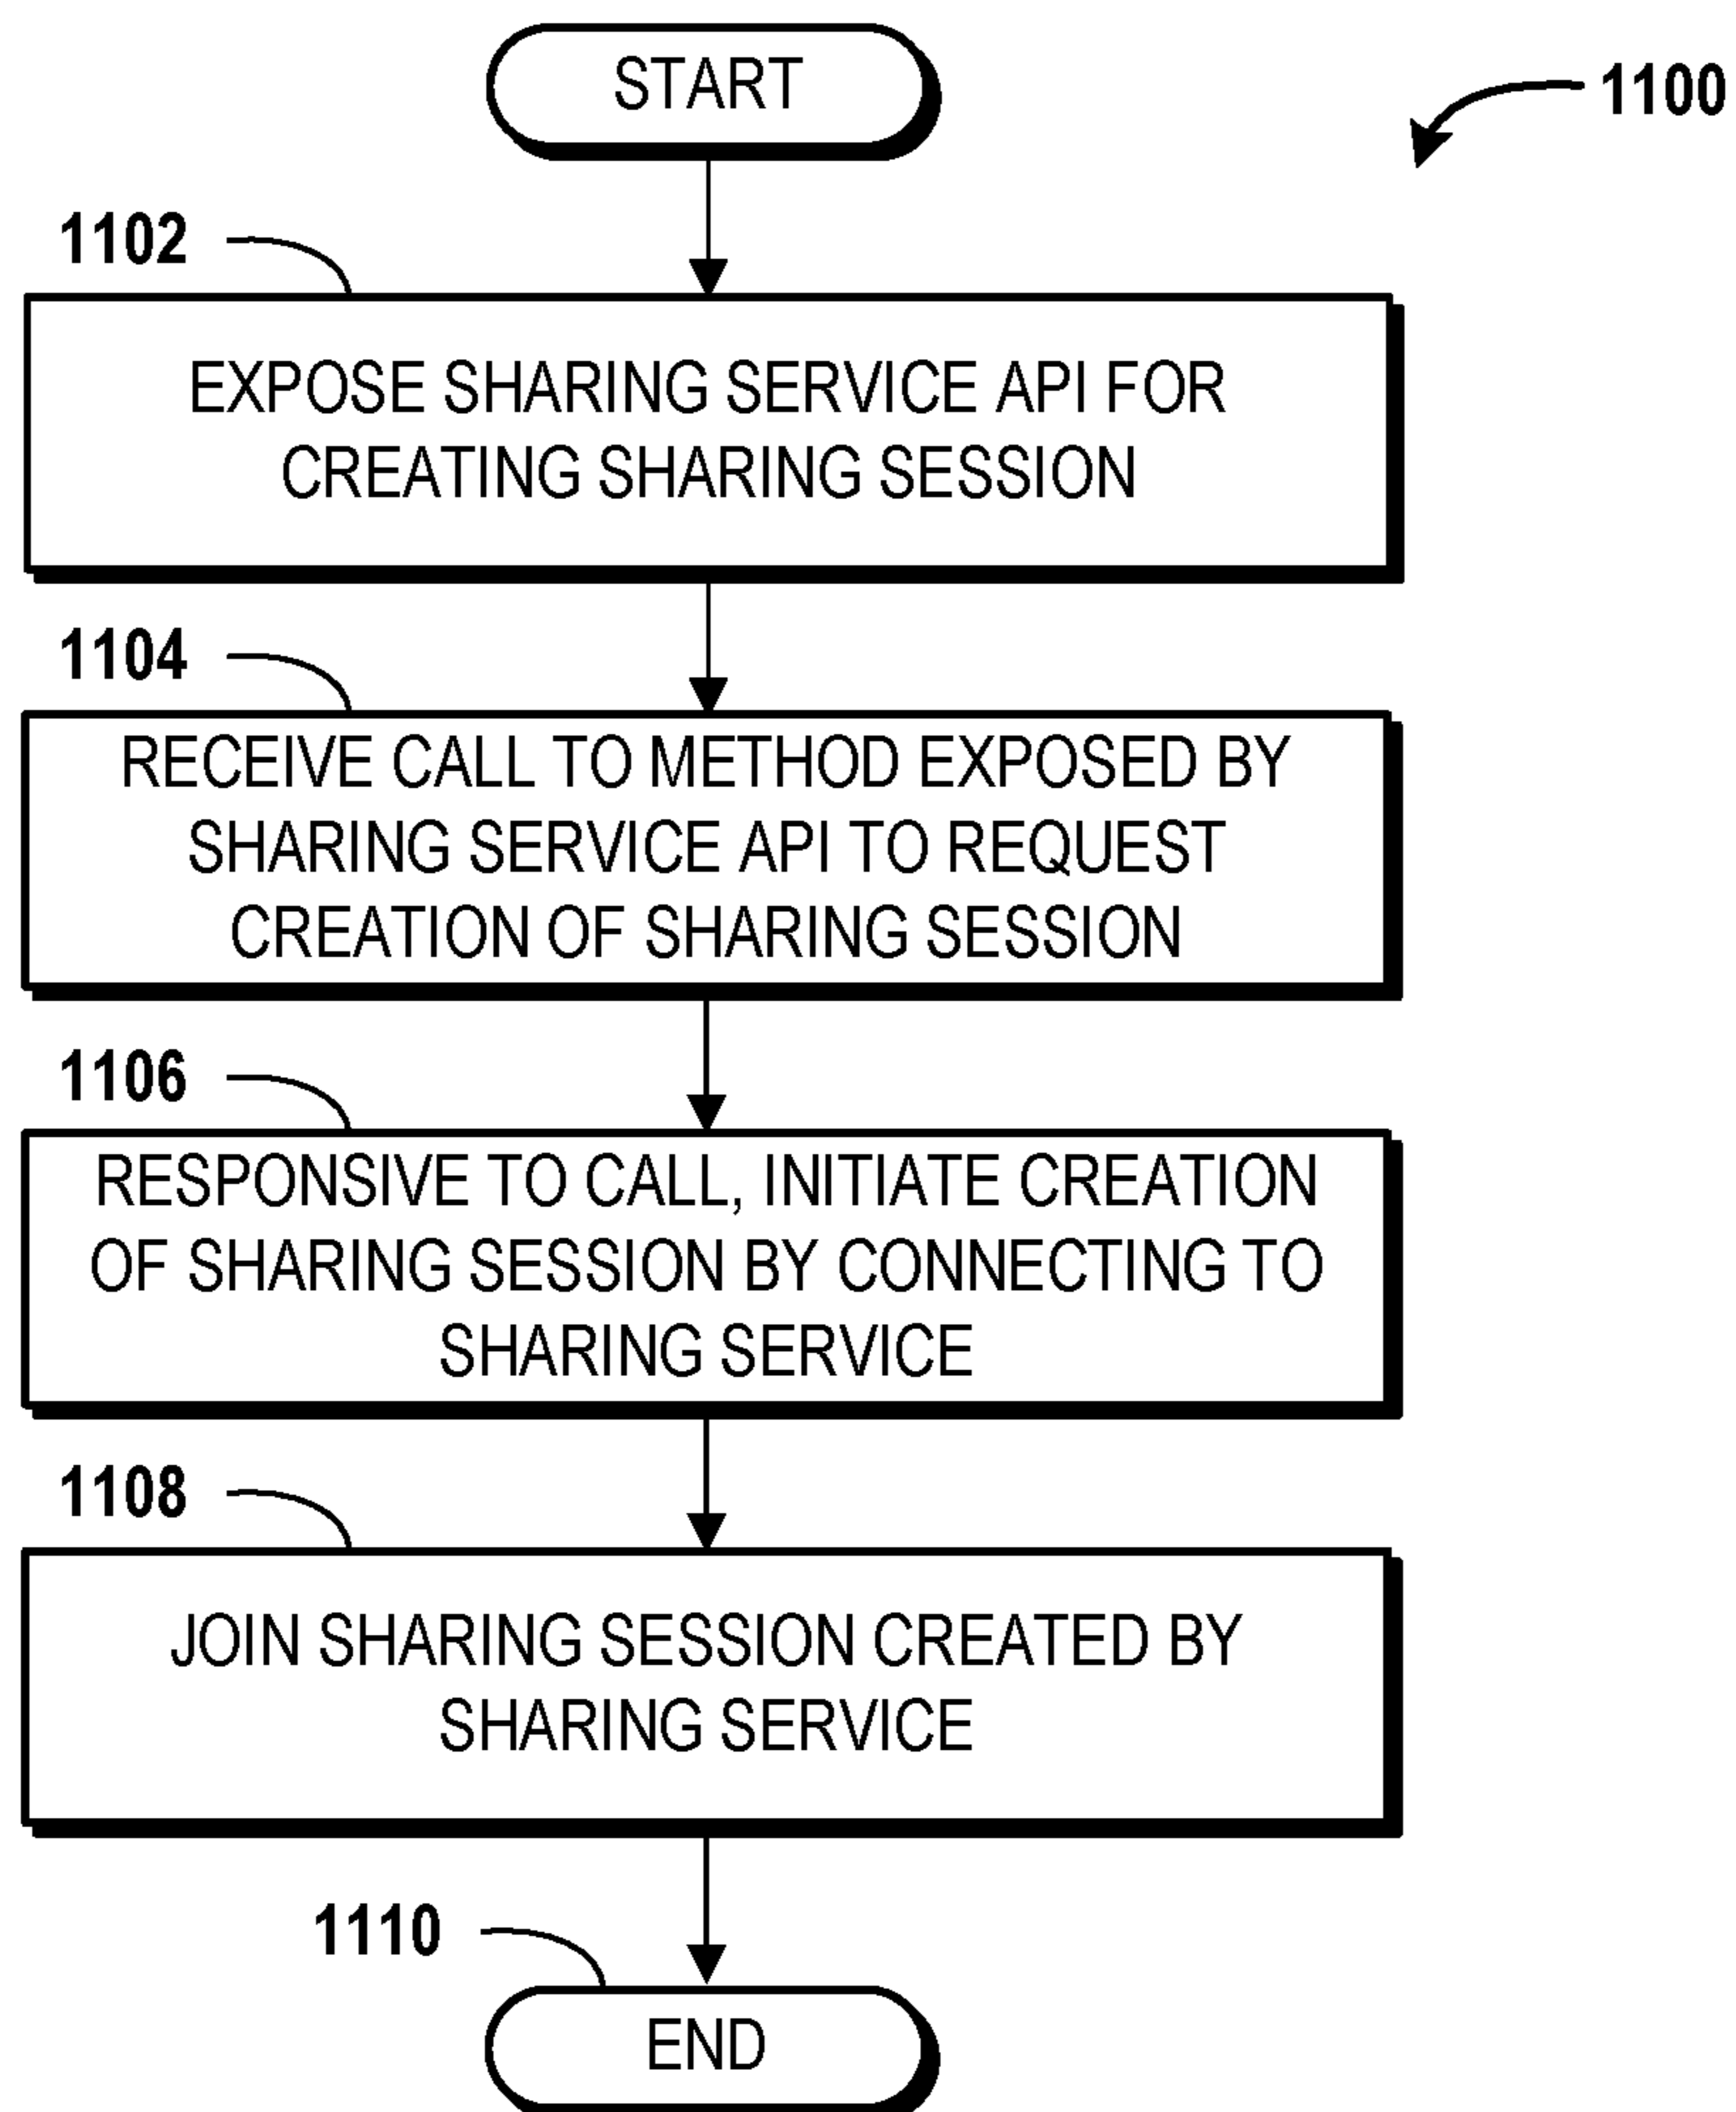 START
1100
1102
EXPOSE SHARING SERVICE API FOR
CREATING SHARING SESSION
1104
RECEIVE CALL TO METHOD EXPOSED BY
SHARING SERVICE API TO REQUEST
CREATION OF SHARING SESSION
1106
RESPONSIVE TO CALL, INITIATE CREATION
OF SHARING SESSION BY CONNECTING TO
SHARING SERVICE
1108
JOIN SHARING SESSION CREATED BY
SHARING SERVICE
1110
END